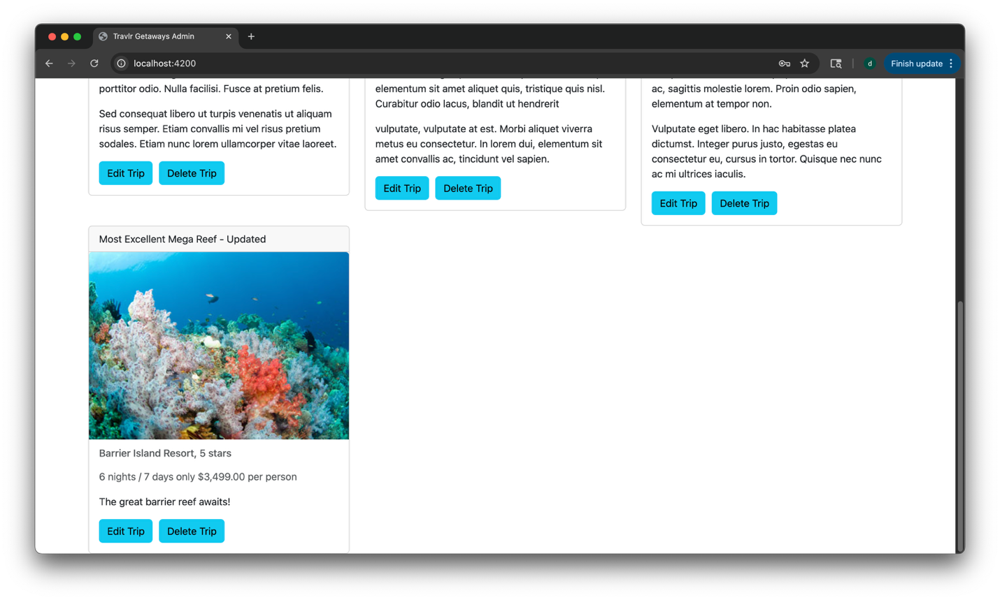 Travlr Getaways Admin
localhost:4200
d
Finish update
porttitor odio. Nulla facilisi. Fusce at pretium felis.
Sed consequat libero ut turpis venenatis ut aliquam
risus semper. Etiam convallis mi vel risus pretium
sodales. Etiam nunc lorem ullamcorper vitae laoreet.
Edit Trip Delete Trip
elementum sit amet aliquet quis, tristique quis nisl.
Curabitur odio lacus, blandit ut hendrerit
vulputate, vulputate at est. Morbi aliquet viverra
metus eu consectetur. In lorem dui, elementum sit
amet convallis ac, tincidunt vel sapien.
Edit Trip Delete Trip
ac, sagittis molestie lorem. Proin odio sapien,
elementum at tempor non.
Vulputate eget libero. In hac habitasse platea
dictumst. Integer purus justo, egestas eu
consectetur eu, cursus in tortor. Quisque nec nunc
ac mi ultrices iaculis.
Edit Trip Delete Trip
Most Excellent Mega Reef - Updated
Barrier Island Resort, 5 stars
6 nights / 7 days only $3,499.00 per person
The great barrier reef awaits!
Edit Trip Delete Trip